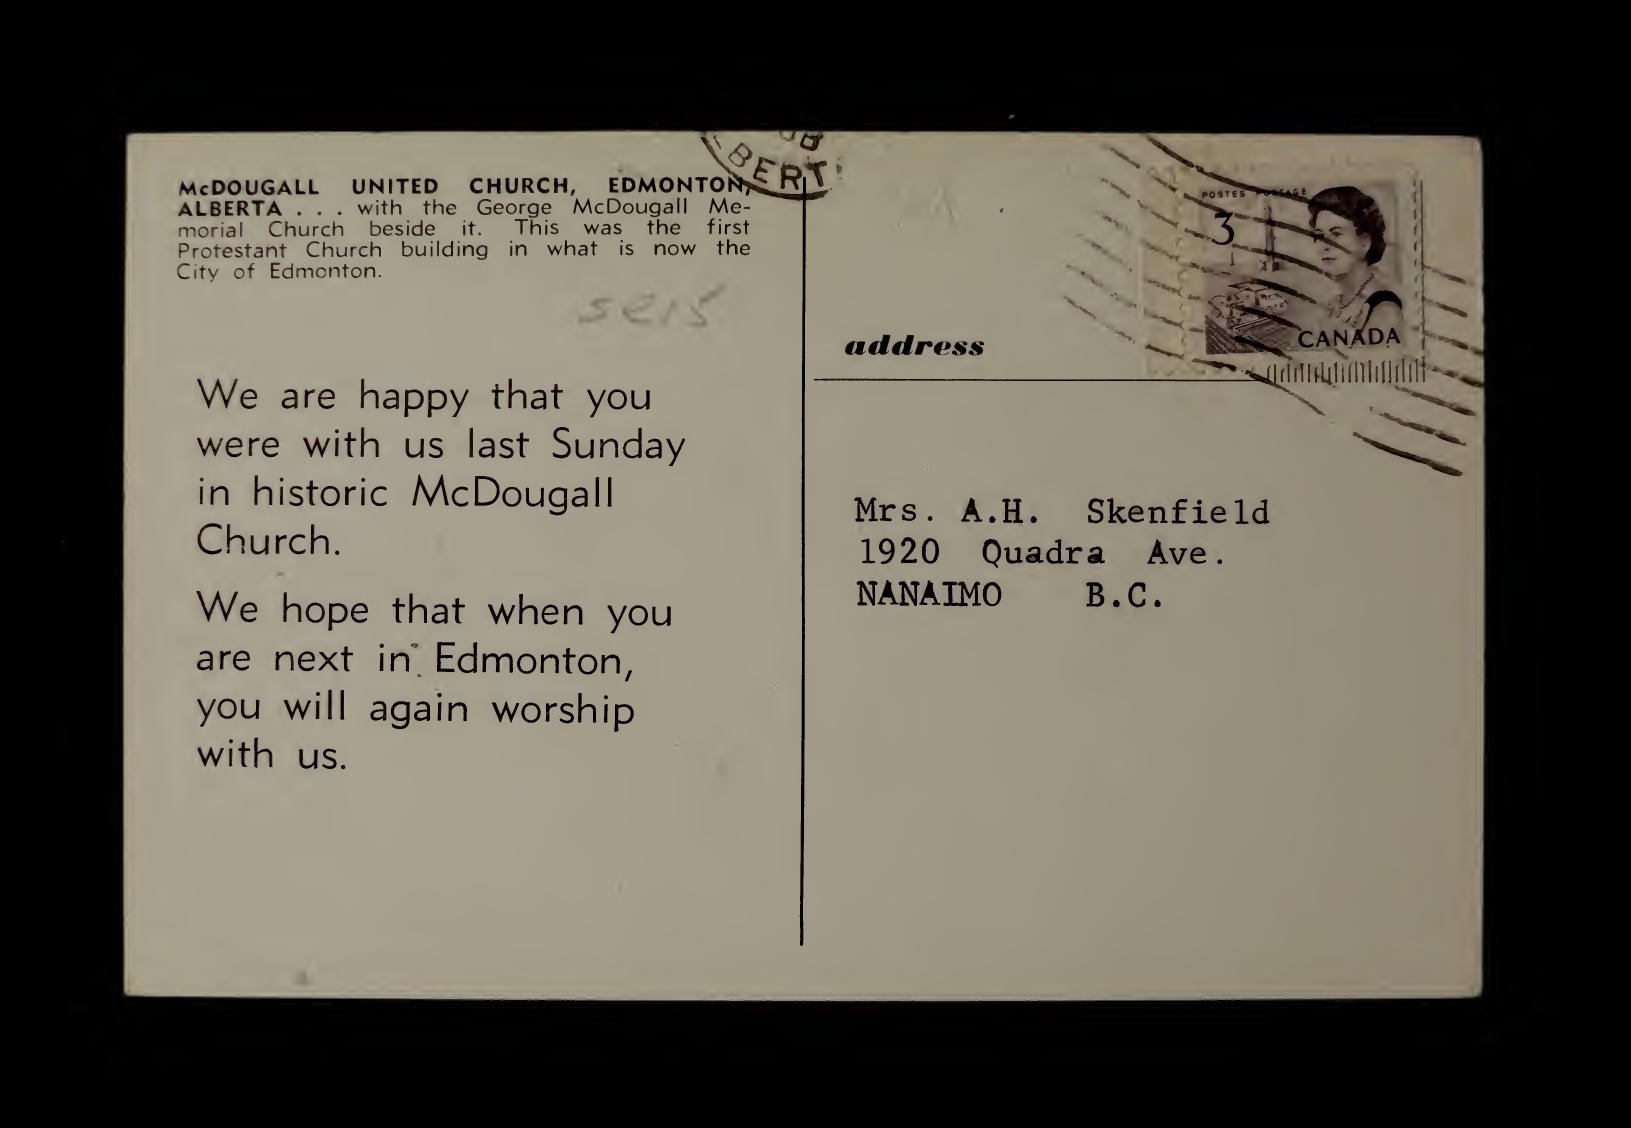 McDOUGALL UNITED CHURCH, EDMONTON,
ALBERTA . . . with the George McDougall Me-
morial Church beside it. This was the first
Protestant Church building in what is now the
City of Edmonton.
We are happy that you
were with us last Sunday
in historic McDougall
Church.
We hope that when you
are next in Edmonton,
you will again worship
with us.
POSTES POSTAGE
3
CANADA
address
Mrs. A.H. Skenfield
1920 Quadra Ave.
NANAIMO B.C.